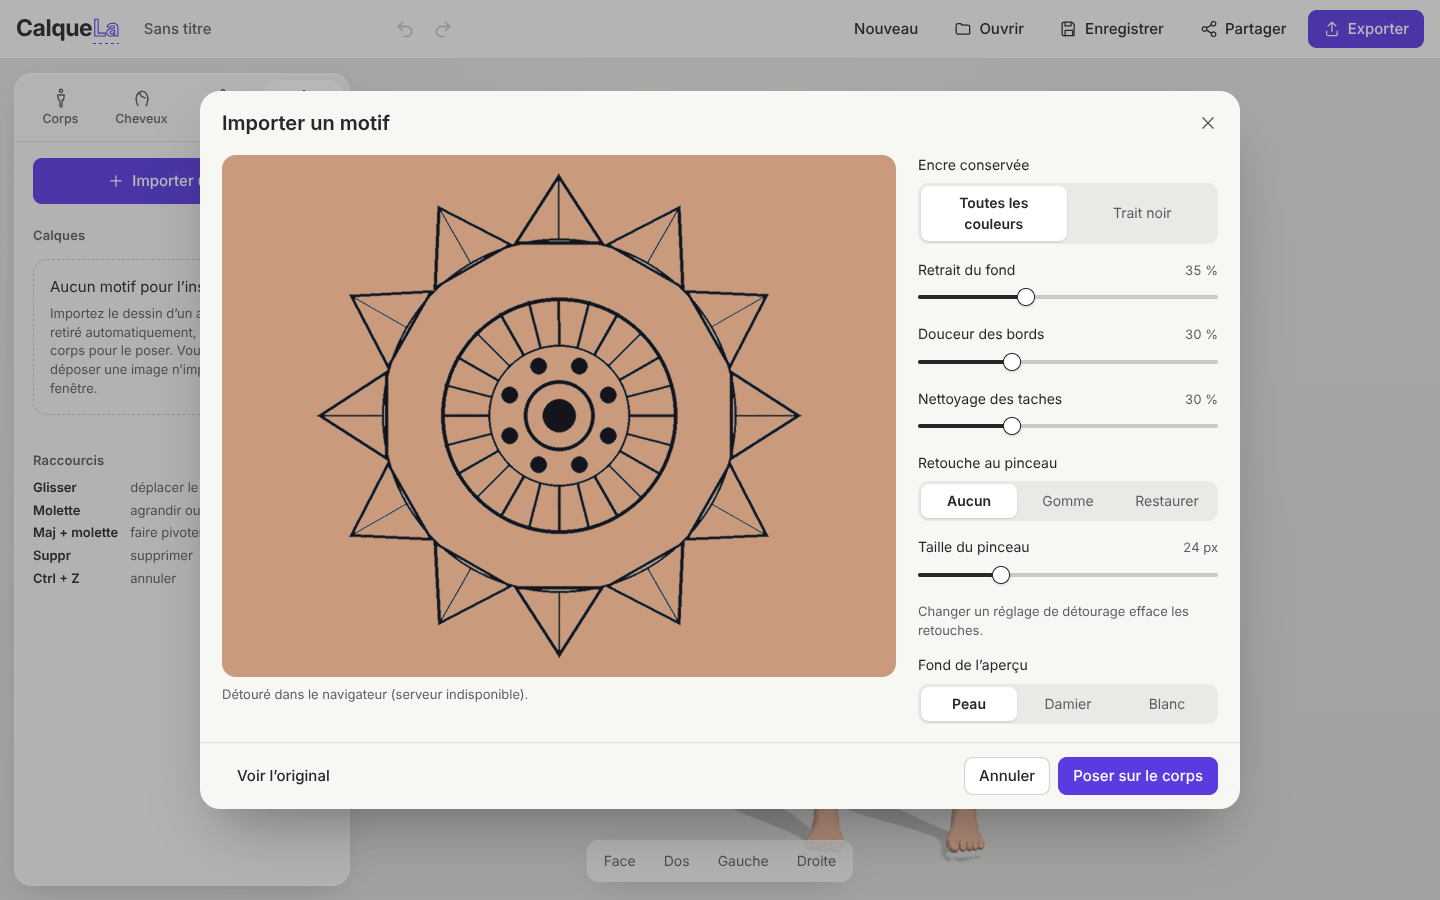 CalqueLa
Sans titre
Nouveau
Ouvrir
Enregistrer
Partager
Exporter
Corps
Cheveux
Importer
Calques
Aucun motif pour l'ins
Importez le dessin d'un a
retiré automatiquement,
corps pour le poser. Vou
déposer une image n'imp
fenêtre.
Raccourcis
Glisser déplacer le
Molette agrandir ou
Maj + molette faire pivote
Suppr supprimer
Ctrl + Z annuler
Importer un motif
Détouré dans le navigateur (serveur indisponible).
Encre conservée
Toutes les
couleurs
Trait noir
Retrait du fond 35 %
Douceur des bords 30 %
Nettoyage des taches 30 %
Retouche au pinceau
Aucun Gomme Restaurer
Taille du pinceau 24 px
Changer un réglage de détourage efface les
retouches.
Fond de l'aperçu
Peau Damier Blanc
Voir l'original
Annuler
Poser sur le corps
Face Dos Gauche Droite